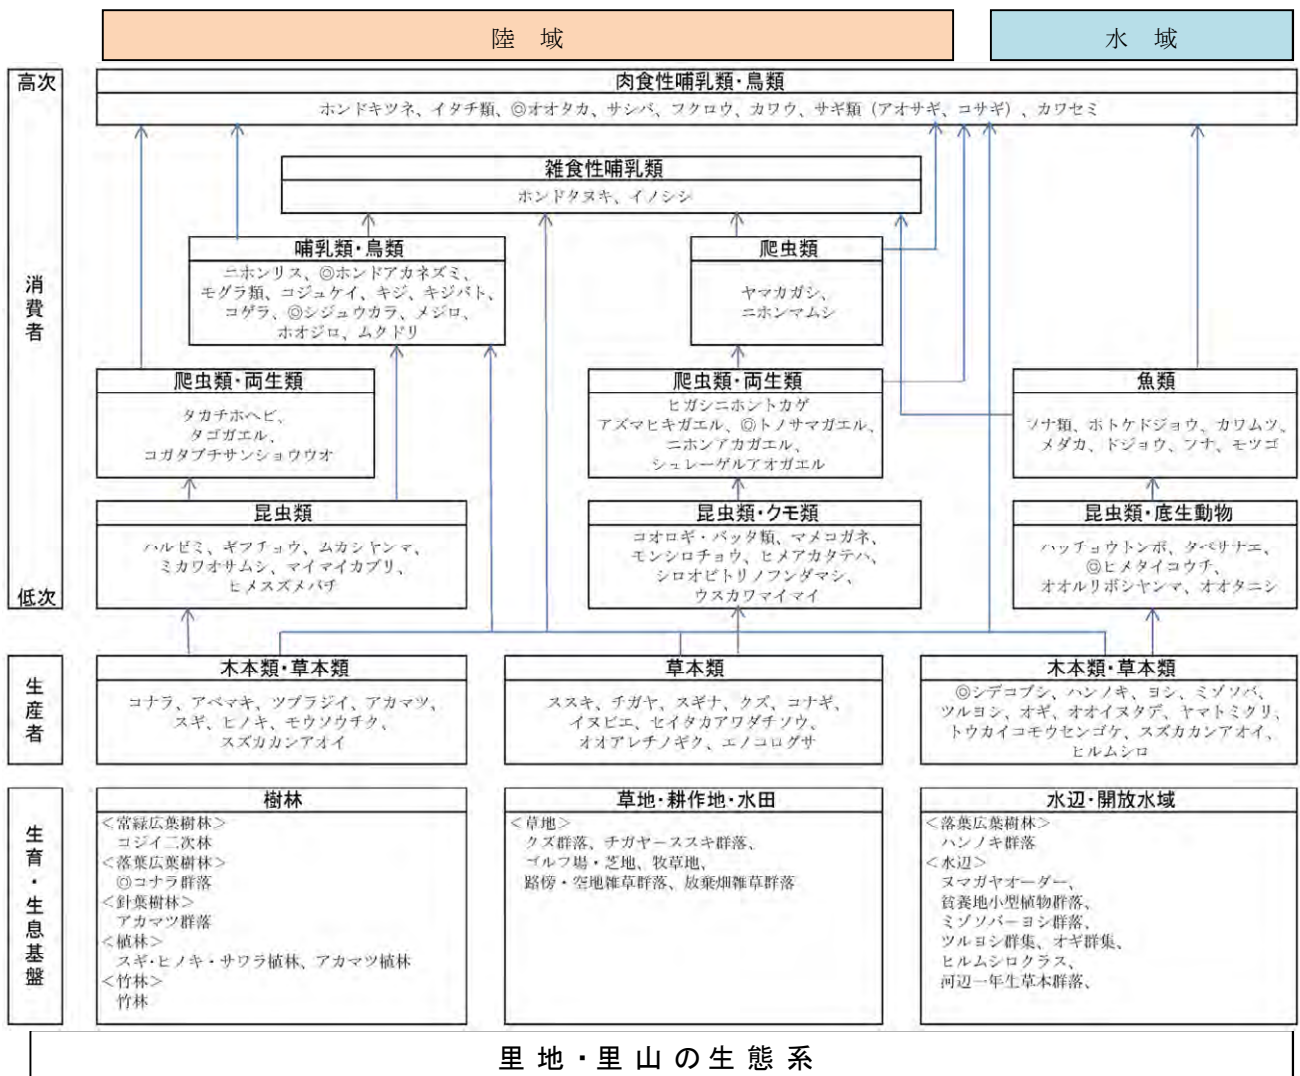 陸 域
水 域
高次
消費者
低次
肉食性哺乳類・鳥類
ホンドキツネ、イタチ類、◎オオタカ、サシバ、フクロウ、カワウ、サギ類（アオサギ、コサギ）、カワセミ
雑食性哺乳類
ホンドタヌキ、イノシシ
哺乳類・鳥類
ニホンリス、◎ホンドアカネズミ、
モグラ類、コジュケイ、キジ、キジバト、
コゲラ、◎シジュウカラ、メジロ、
ホオジロ、ムクドリ
爬虫類
ヤマカガシ、
ニホンマムシ
爬虫類・両生類
タカチホヘビ、
タゴガエル、
コガタブチサンショウウオ
爬虫類・両生類
ヒガシニホントカゲ
アズマヒキガエル、◎トノサマガエル、
ニホンアカガエル、
シュレーゲルアオガエル
魚類
ホトケドジョウ、カワムツ、
メダカ、ドジョウ、フナ、モツゴ
昆虫類
ハルゼミ、ギフチョウ、ムカシヤンマ、
ミカワオサムシ、マイマイカブリ、
ヒメスズメバチ
昆虫類・クモ類
コオロギ・バッタ類、マメコガネ、
モンシロチョウ、ヒメアカタテハ、
シロオビトリノフンダマシ、
ウスカワマイマイ
昆虫類・底生動物
ハッチョウトンボ、タベサナエ、
◎ヒメタイコウチ、
オオルリボシヤンマ、オオタニシ
生産者
木本類・草本類
コナラ、アベマキ、ツブラジイ、アカマツ、
スギ、ヒノキ、モウソウチク、
スズカカンアオイ
草本類
ススキ、チガヤ、スギナ、クズ、コナギ、
イヌビエ、セイタカアワダチソウ、
オオアレチノギク、エノコログサ
木本類・草本類
◎シデコブシ、ハンノキ、ヨシ、ミゾソバ、
ツルヨシ、オギ、オオイヌタデ、ヤマトミクリ、
トウカイコモウセンゴケ、スズカカンアオイ、
ヒルムシロ
生育・生息基盤
樹林
＜常緑広葉樹林＞
コジイ二次林
＜落葉広葉樹林＞
◎コナラ群落
＜針葉樹林＞
アカマツ群落
＜植林＞
スギ・ヒノキ・サワラ植林、アカマツ植林
＜竹林＞
竹林
草地・耕作地・水田
＜草地＞
クズ群落、チガヤーススキ群落、
ゴルフ場・芝地、牧草地、
路傍・空地雑草群落、放棄畑雑草群落
水辺・開放水域
＜落葉広葉樹林＞
ハンノキ群落
＜水辺＞
ヌマガヤオーダー、
貧養地小型植物群落、
ミゾソバーヨシ群落、
ツルヨシ群集、オギ群集、
ヒルムシロクラス、
河辺一年生草本群落、
里地・里山の生態系